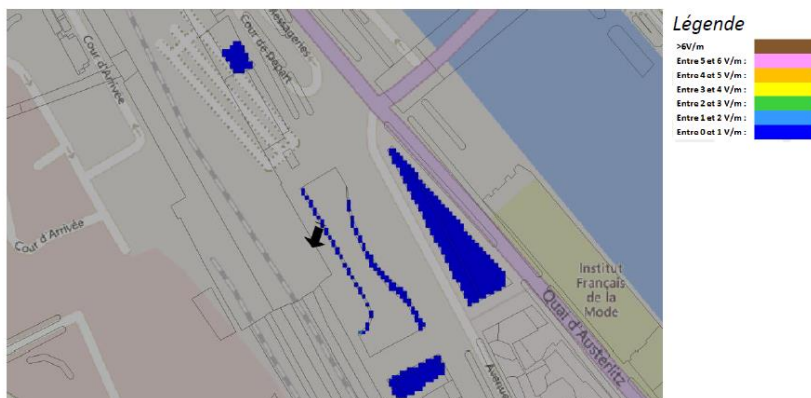 Cour d'Arrivée
Cour de départ
Messageries
Cour d'Arrivée
Institut
Français
de la
Mode
Quai d'Austerlitz
Avenue
Légende
>6V/m
Entre 5 et 6 V/m :
Entre 4 et 5 V/m :
Entre 3 et 4 V/m :
Entre 2 et 3 V/m :
Entre 1 et 2 V/m :
Entre 0 et 1 V/m :